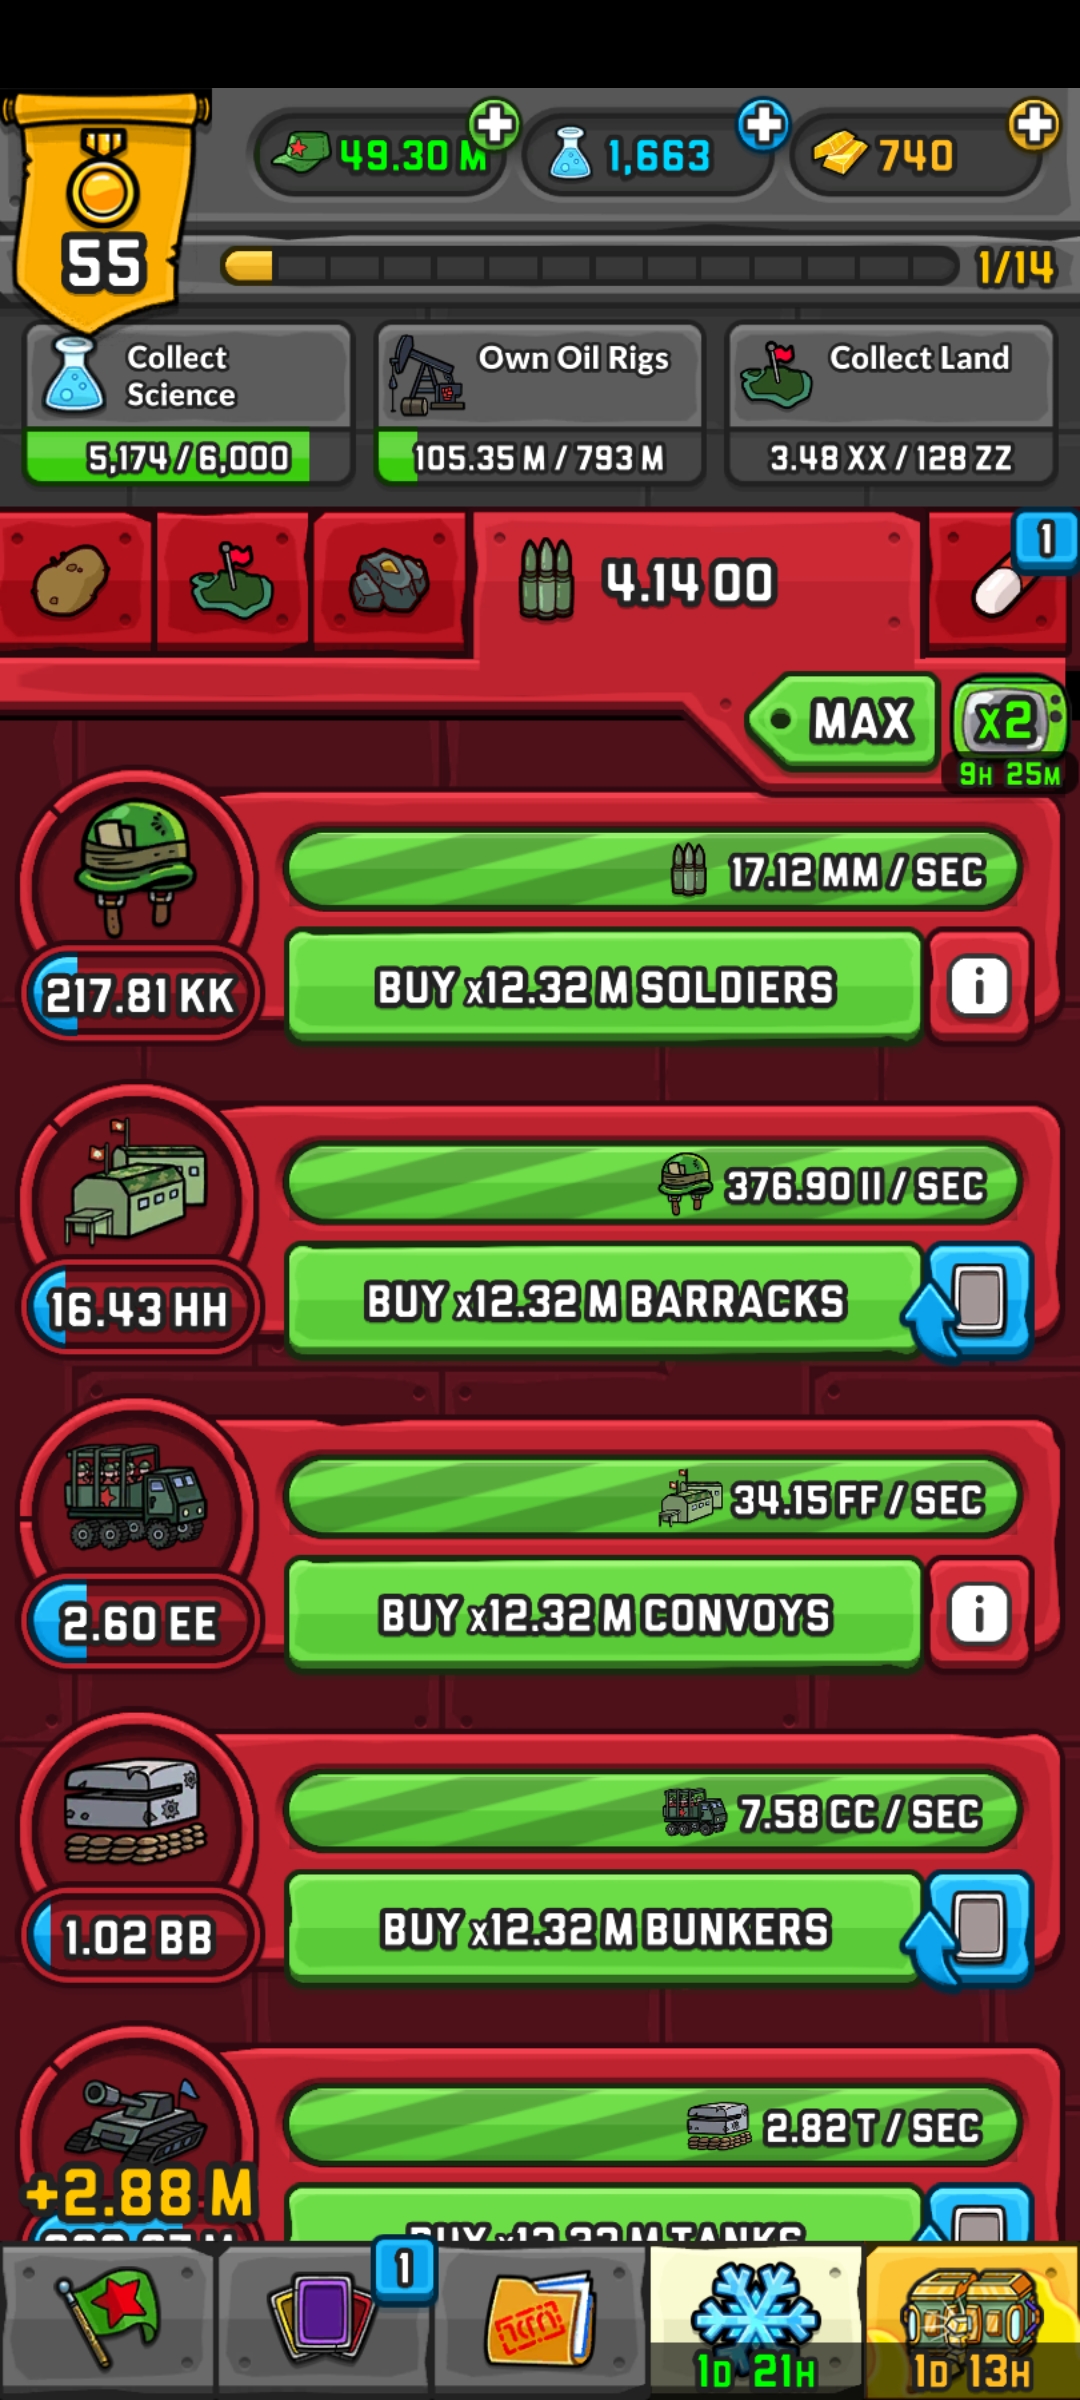 49.30 M
1,663
740
55
1/14
Collect
Science
5,174 / 6,000
Own Oil Rigs
105.35 M / 793 M
Collect Land
3.48 XX / 128 ZZ
4.14 OO
1
MAX
x2
9H 25M
17.12 MM / SEC
217.81 KK
BUY x12.32 M SOLDIERS
i
376.90 II / SEC
16.43 HH
BUY x12.32 M BARRACKS
34.15 FF / SEC
2.60 EE
BUY x12.32 M CONVOYS
i
7.58 CC / SEC
1.02 BB
BUY x12.32 M BUNKERS
2.82 T / SEC
+2.88 M
BUY x12.32 M TANKS
1
1D 21H
1D 13H